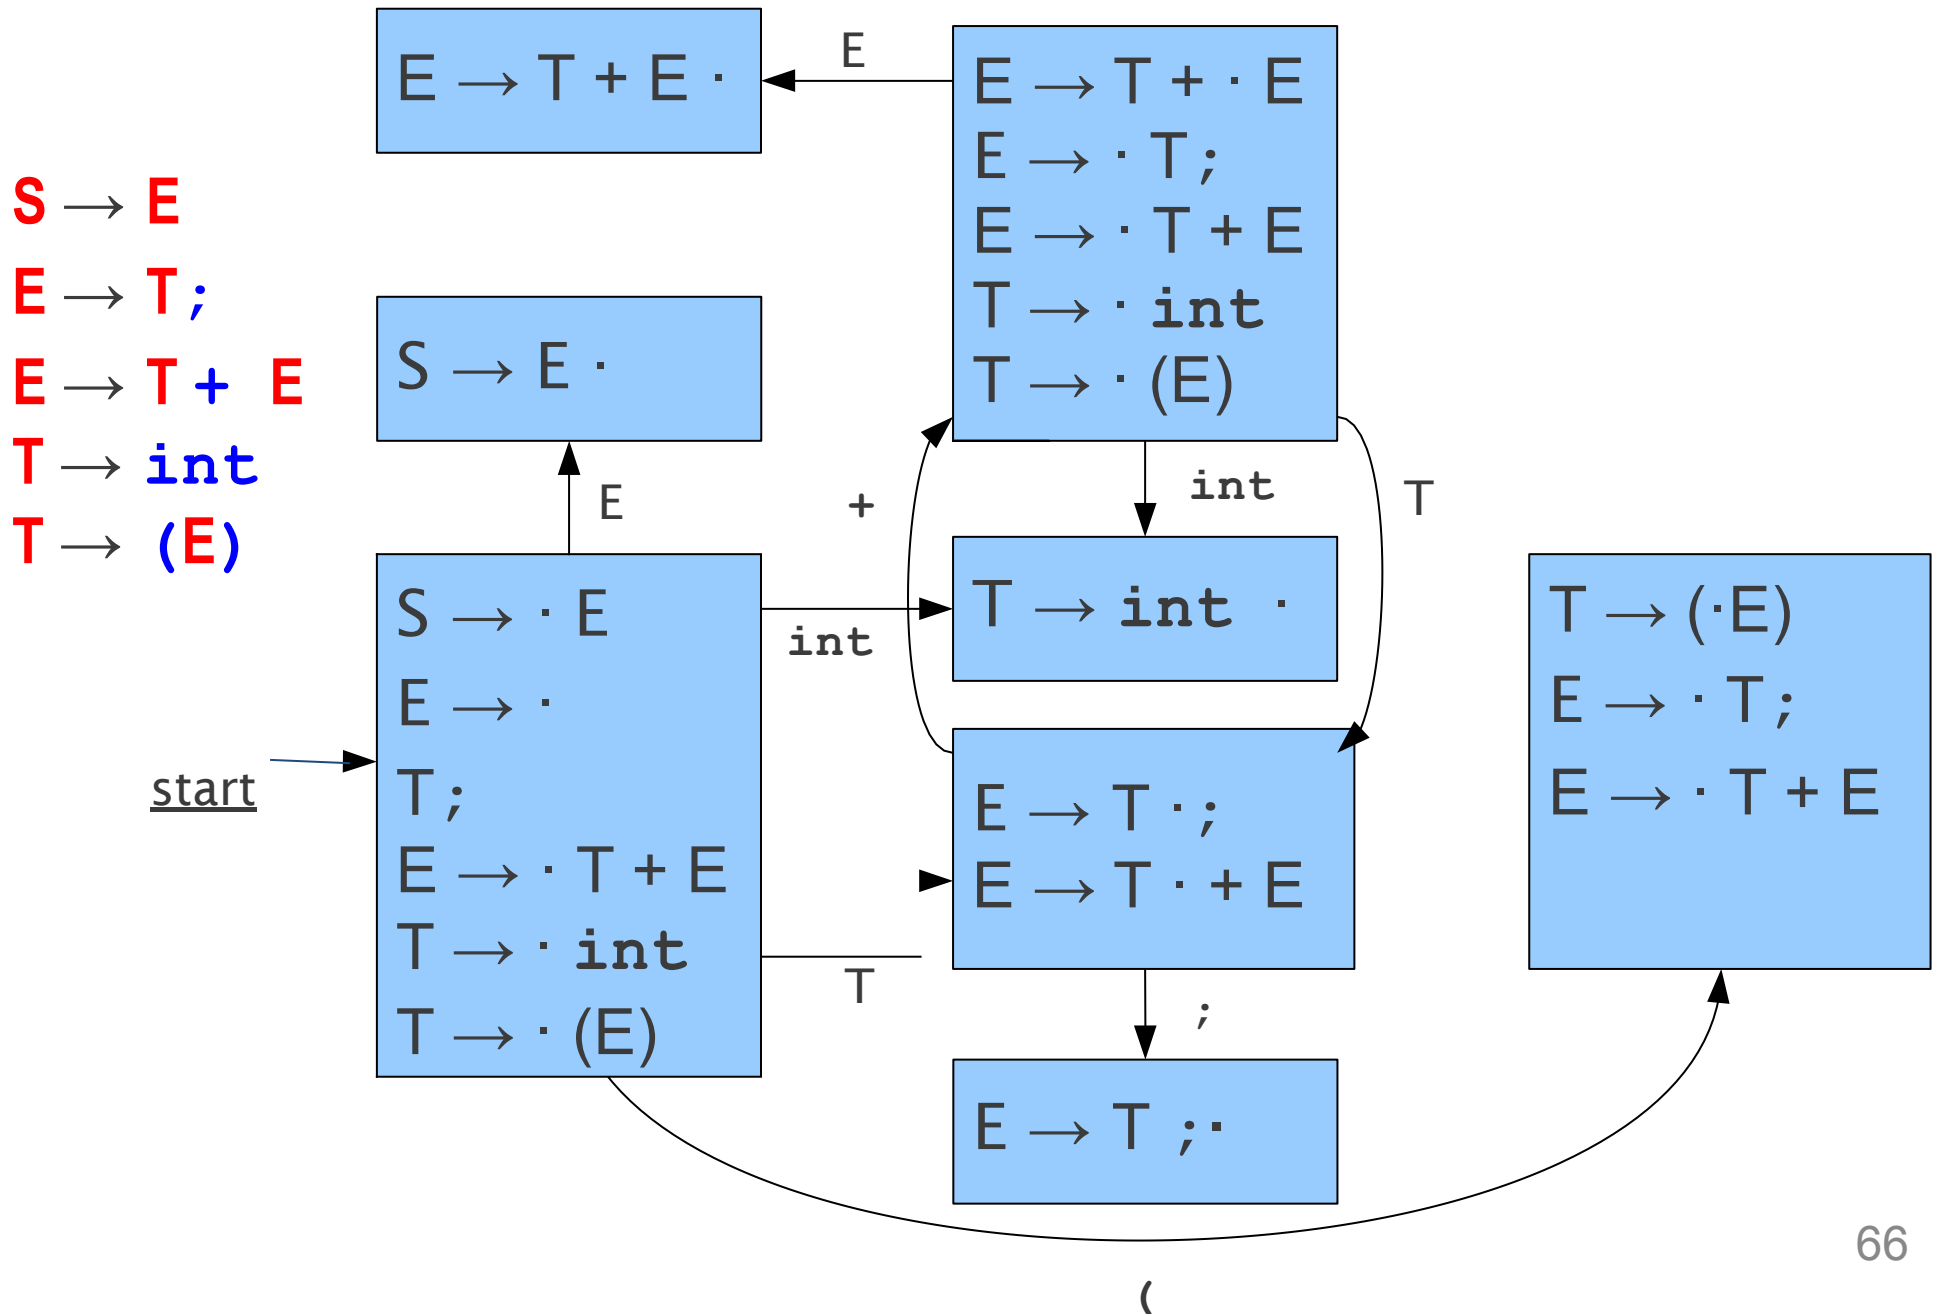 S → E
E → T ;
E → T + E
T → int
T → (E)
E → T + E ·
E
E → T + · E
E → · T ;
E → · T + E
T → · int
T → · (E)
S → E ·
E
+
int
T
start
S → · E
E → ·
T ;
E → · T + E
T → · int
T → · (E)
int
T → int ·
T
E → T · ;
E → T · + E
;
E → T ; ·
T → (·E)
E → · T ;
E → · T + E
(
66